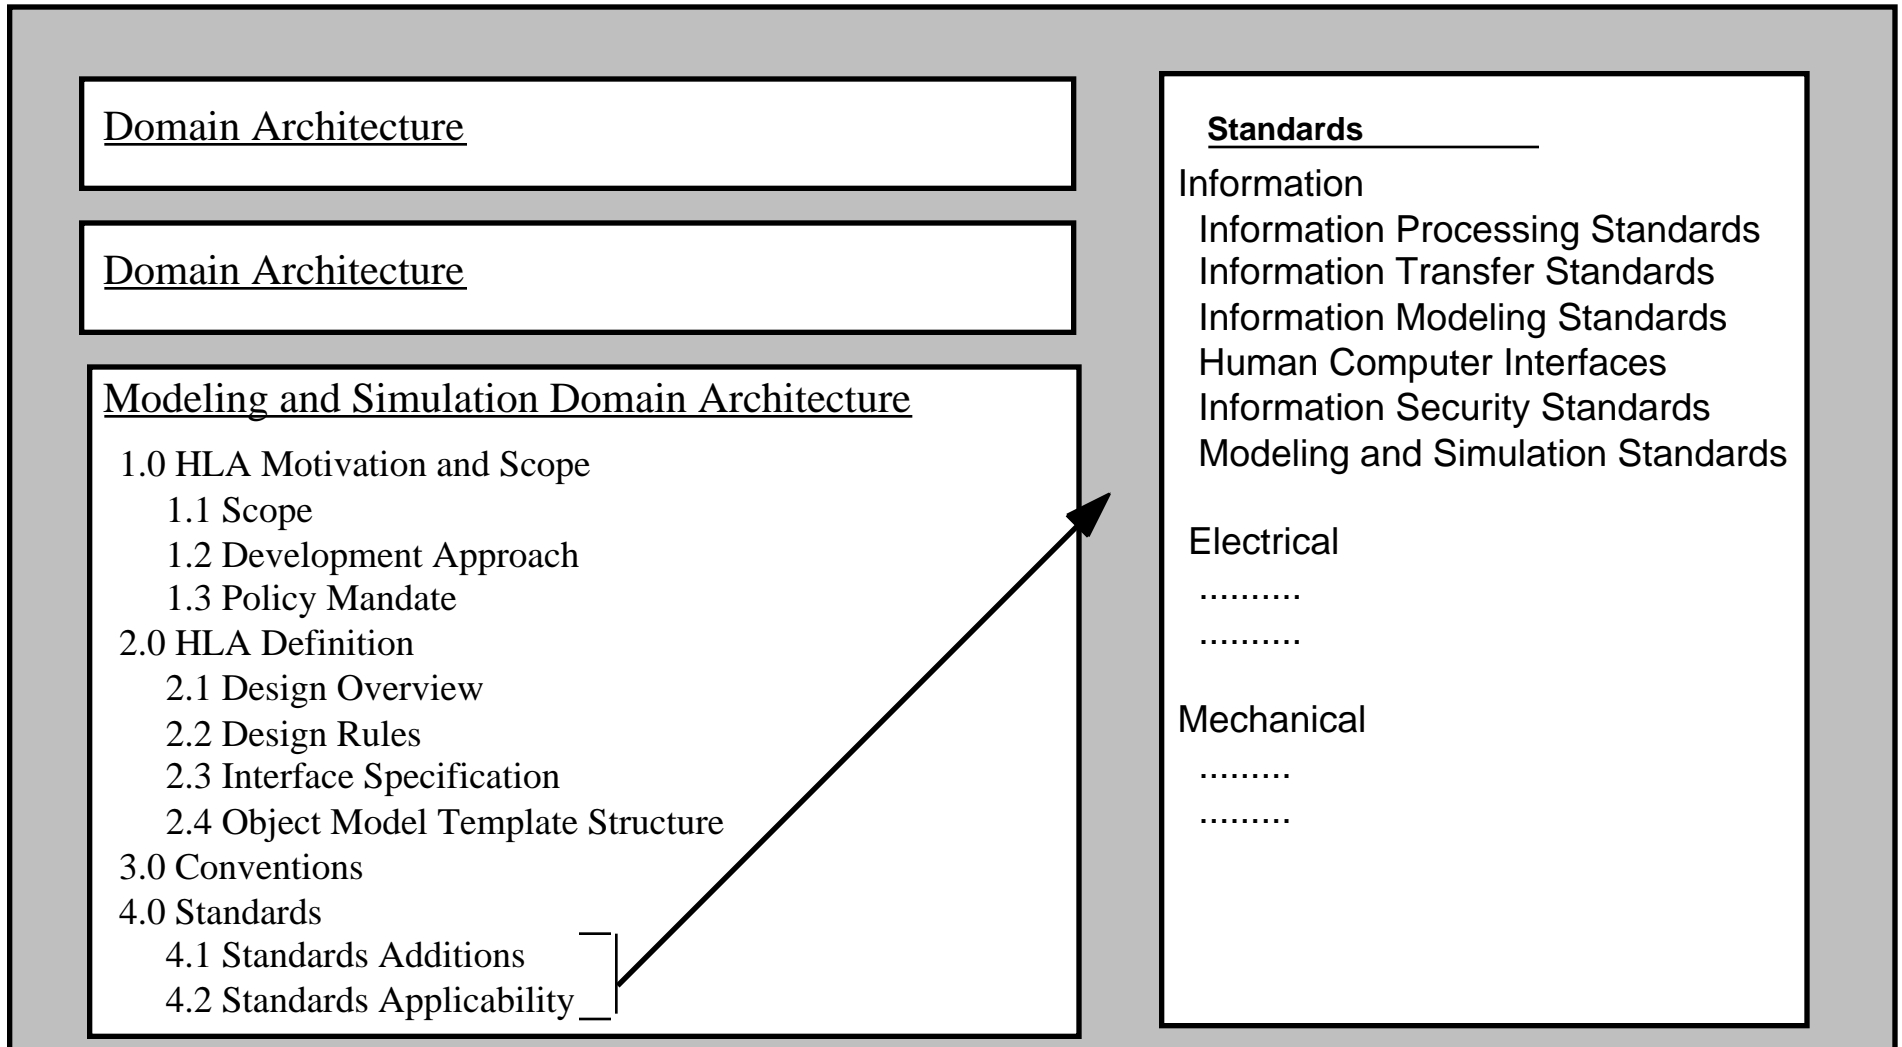 Domain Architecture
Domain Architecture
Modeling and Simulation Domain Architecture
1.0 HLA Motivation and Scope
1.1 Scope
1.2 Development Approach
1.3 Policy Mandate
2.0 HLA Definition
2.1 Design Overview
2.2 Design Rules
2.3 Interface Specification
2.4 Object Model Template Structure
3.0 Conventions
4.0 Standards
4.1 Standards Additions
4.2 Standards Applicability
Standards
Information
Information Processing Standards
Information Transfer Standards
Information Modeling Standards
Human Computer Interfaces
Information Security Standards
Modeling and Simulation Standards
Electrical
..........
..........
Mechanical
.........
.........